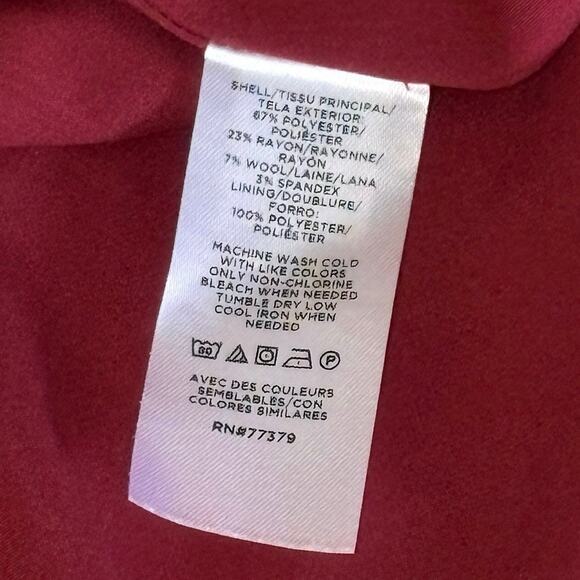 SHELL/TISSU PRINCIPAL/
TELA EXTERIOR:
67% POLYESTER/
POLIÉSTER
23% RAYON/RAYONNE/
RAYÓN
7% WOOL/LAINE/LANA
3% SPANDEX
LINING/DOUBLURE/
FORRO:
100% POLYESTER/
POLIÉSTER
MACHINE WASH COLD
WITH LIKE COLORS
ONLY NON-CHLORINE
BLEACH WHEN NEEDED
TUMBLE DRY LOW
COOL IRON WHEN
NEEDED
P
AVEC DES COULEURS
SEMBLABLES/CON
COLORES SIMILARES
RN#77379